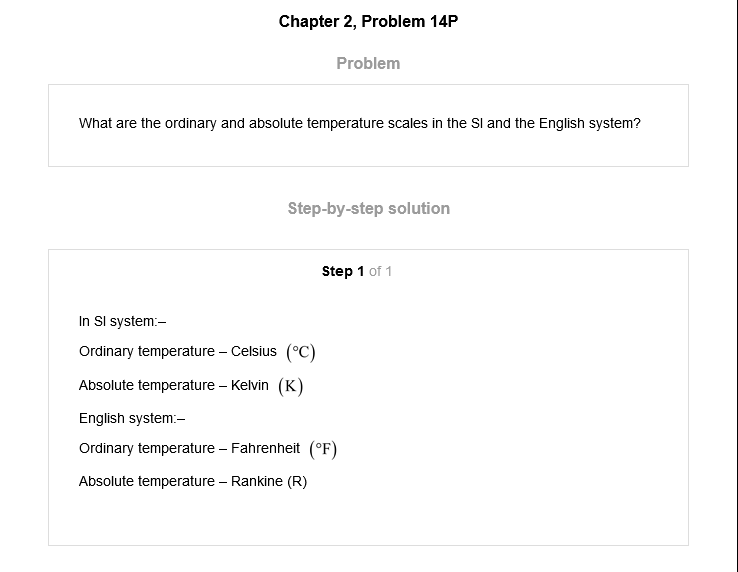 Chapter 2, Problem 14P
Problem
What are the ordinary and absolute temperature scales in the SI and the English system?
Step-by-step solution
Step 1 of 1
In SI system:–
Ordinary temperature – Celsius (°C)
Absolute temperature – Kelvin (K)
English system:–
Ordinary temperature – Fahrenheit (°F)
Absolute temperature – Rankine (R)